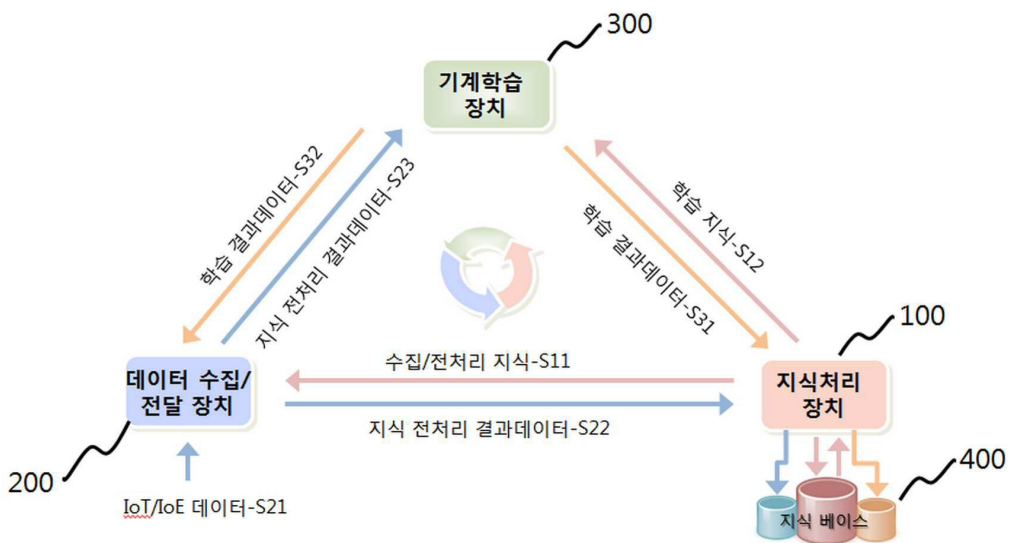 300
기계학습
장치
학습 결과데이터-S32
지식 전처리 결과데이터-S23
학습 지식-S12
학습 결과데이터-S31
100
수집/전처리 지식-S11
데이터 수집/
전달 장치
지식처리
장치
지식 전처리 결과데이터-S22
200
400
IoT/IoE 데이터-S21
지식 베이스